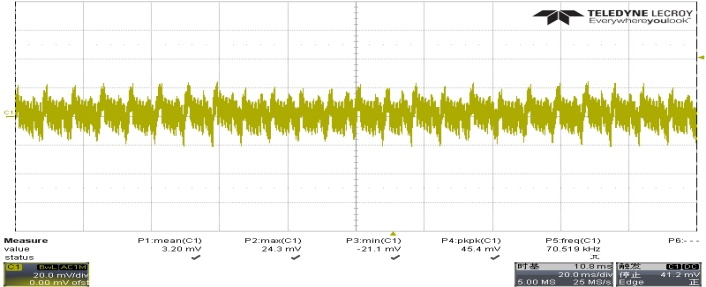 TELEDYNE LECROY
Everywhereyoulook™
C1
Measure P1:mean(C1) P2:max(C1) P3:min(C1) P4:pkpk(C1) P5:freq(C1) P6:---
value 3.20 mV 24.3 mV -21.1 mV 45.4 mV 70.519 kHz
status
C1 BwL AC1M
20.0 mV/div
0.00 mV ofst
时基 10.8 ms
20.0 ms/div
5.00 MS 25 MS/s
触发 C1 DC
停止 41.2 mV
Edge 正